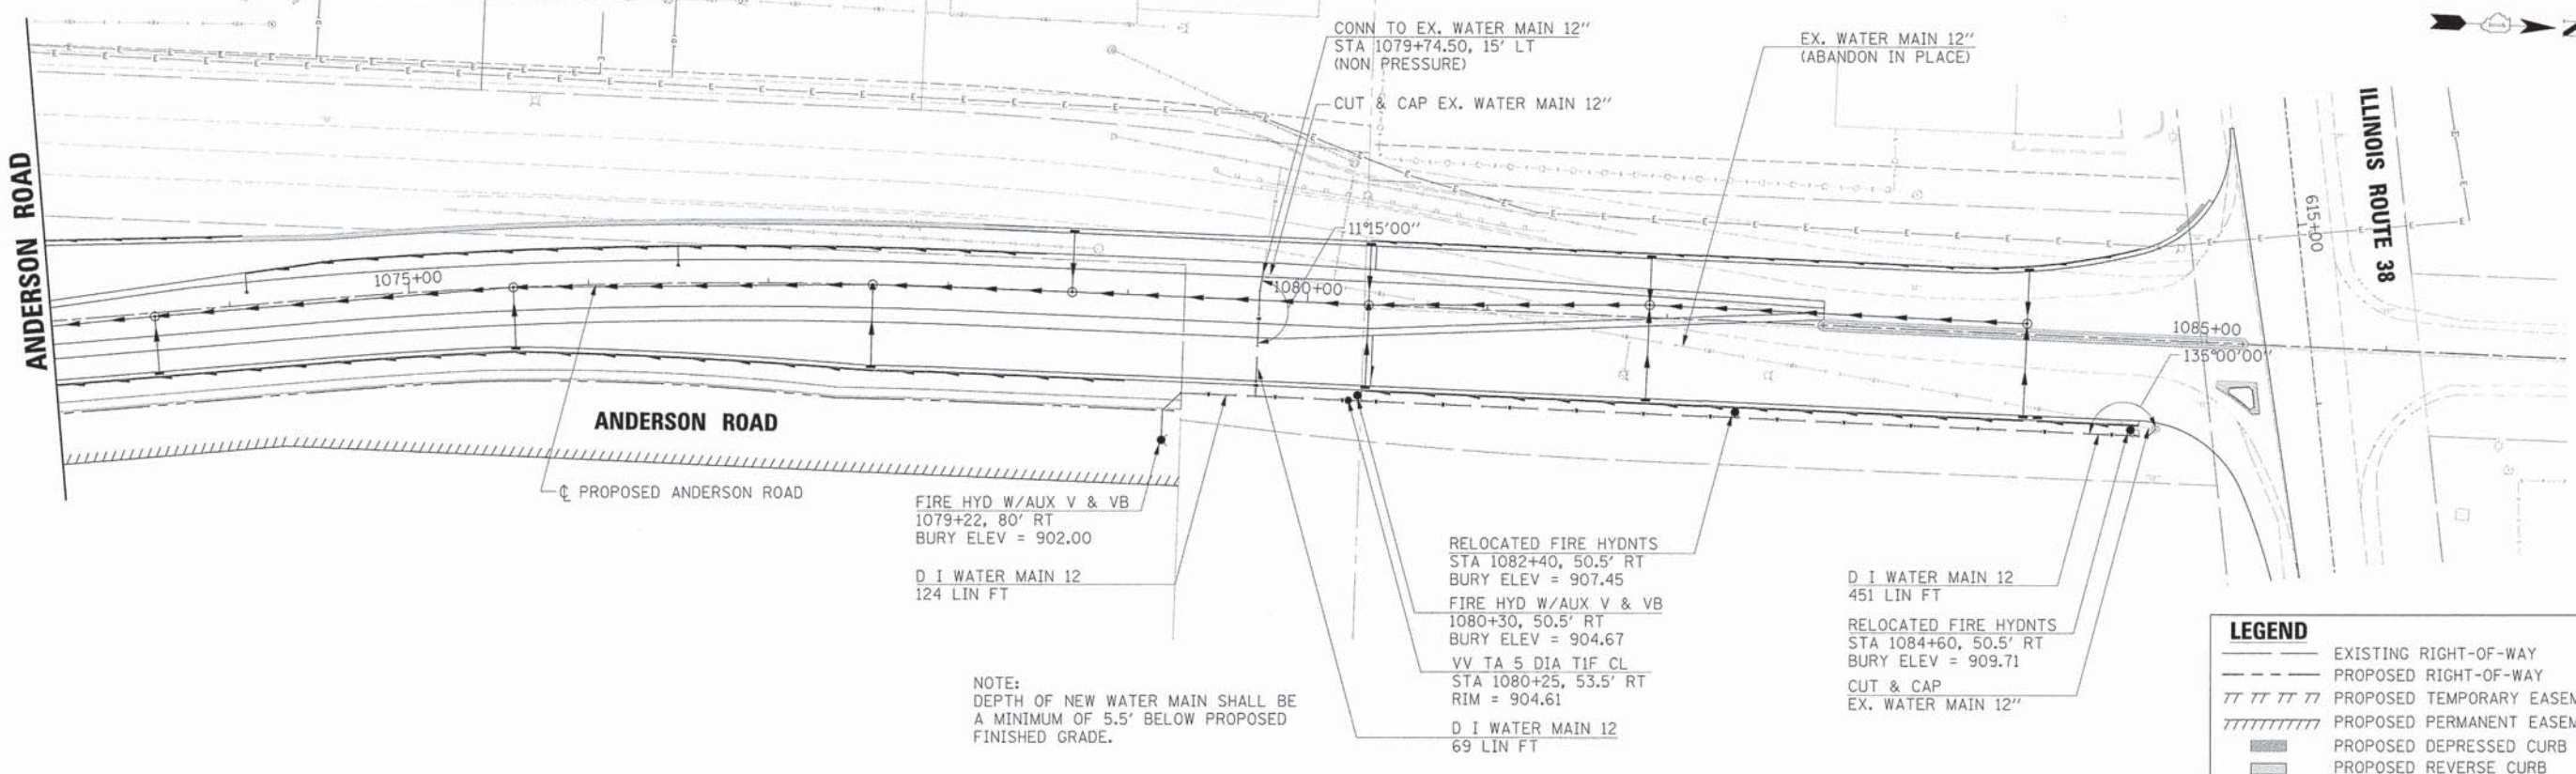 CONN TO EX. WATER MAIN 12"
STA 1079+74.50, 15' LT
(NON PRESSURE)
CUT & CAP EX. WATER MAIN 12"
EX. WATER MAIN 12"
(ABANDON IN PLACE)
ILLINOIS ROUTE 38
615+00
ANDERSON ROAD
1075+00
11°15'00"
1080+00
1085+00
135°00'00"
ANDERSON ROAD
℄ PROPOSED ANDERSON ROAD
FIRE HYD W/AUX V & VB
1079+22, 80' RT
BURY ELEV = 902.00
D I WATER MAIN 12
124 LIN FT
RELOCATED FIRE HYDNTS
STA 1082+40, 50.5' RT
BURY ELEV = 907.45
FIRE HYD W/AUX V & VB
1080+30, 50.5' RT
BURY ELEV = 904.67
VV TA 5 DIA T1F CL
STA 1080+25, 53.5' RT
RIM = 904.61
D I WATER MAIN 12
69 LIN FT
D I WATER MAIN 12
451 LIN FT
RELOCATED FIRE HYDNTS
STA 1084+60, 50.5' RT
BURY ELEV = 909.71
CUT & CAP
EX. WATER MAIN 12"
NOTE:
DEPTH OF NEW WATER MAIN SHALL BE
A MINIMUM OF 5.5' BELOW PROPOSED
FINISHED GRADE.
LEGEND
EXISTING RIGHT-OF-WAY
PROPOSED RIGHT-OF-WAY
PROPOSED TEMPORARY EASEM
PROPOSED PERMANENT EASEM
PROPOSED DEPRESSED CURB
PROPOSED REVERSE CURB